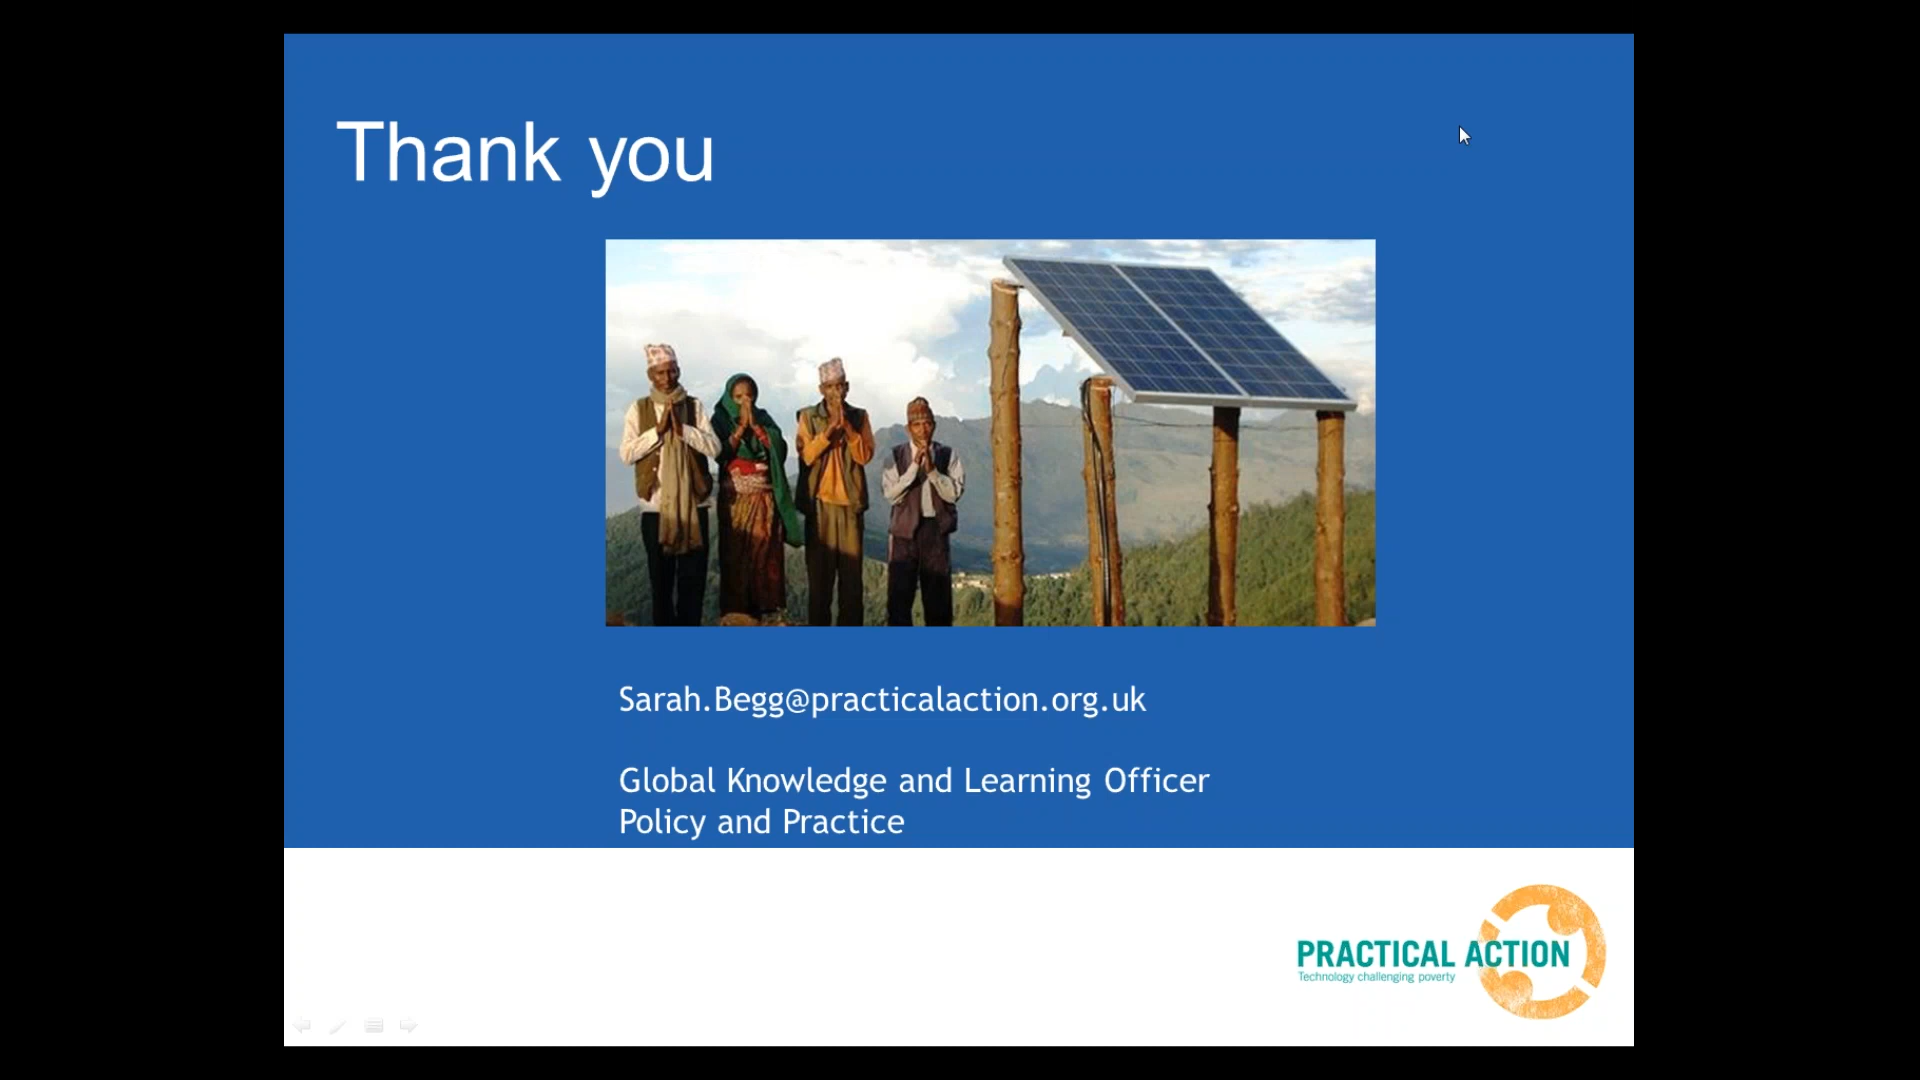 Thank you
Sarah.Begg@practicalaction.org.uk
Global Knowledge and Learning Officer
Policy and Practice
PRACTICAL ACTION
Technology challenging poverty